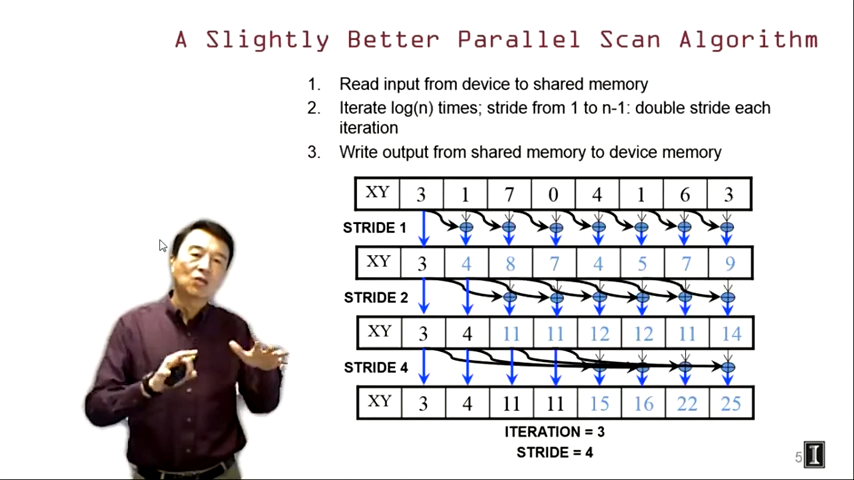 A Slightly Better Parallel Scan Algorithm
1. Read input from device to shared memory
2. Iterate log(n) times; stride from 1 to n-1: double stride each
iteration
3. Write output from shared memory to device memory
XY 3 1 7 0 4 1 6 3
STRIDE 1
XY 3 4 8 7 4 5 7 9
STRIDE 2
XY 3 4 11 11 12 12 11 14
STRIDE 4
XY 3 4 11 11 15 16 22 25
ITERATION = 3
STRIDE = 4
5 I